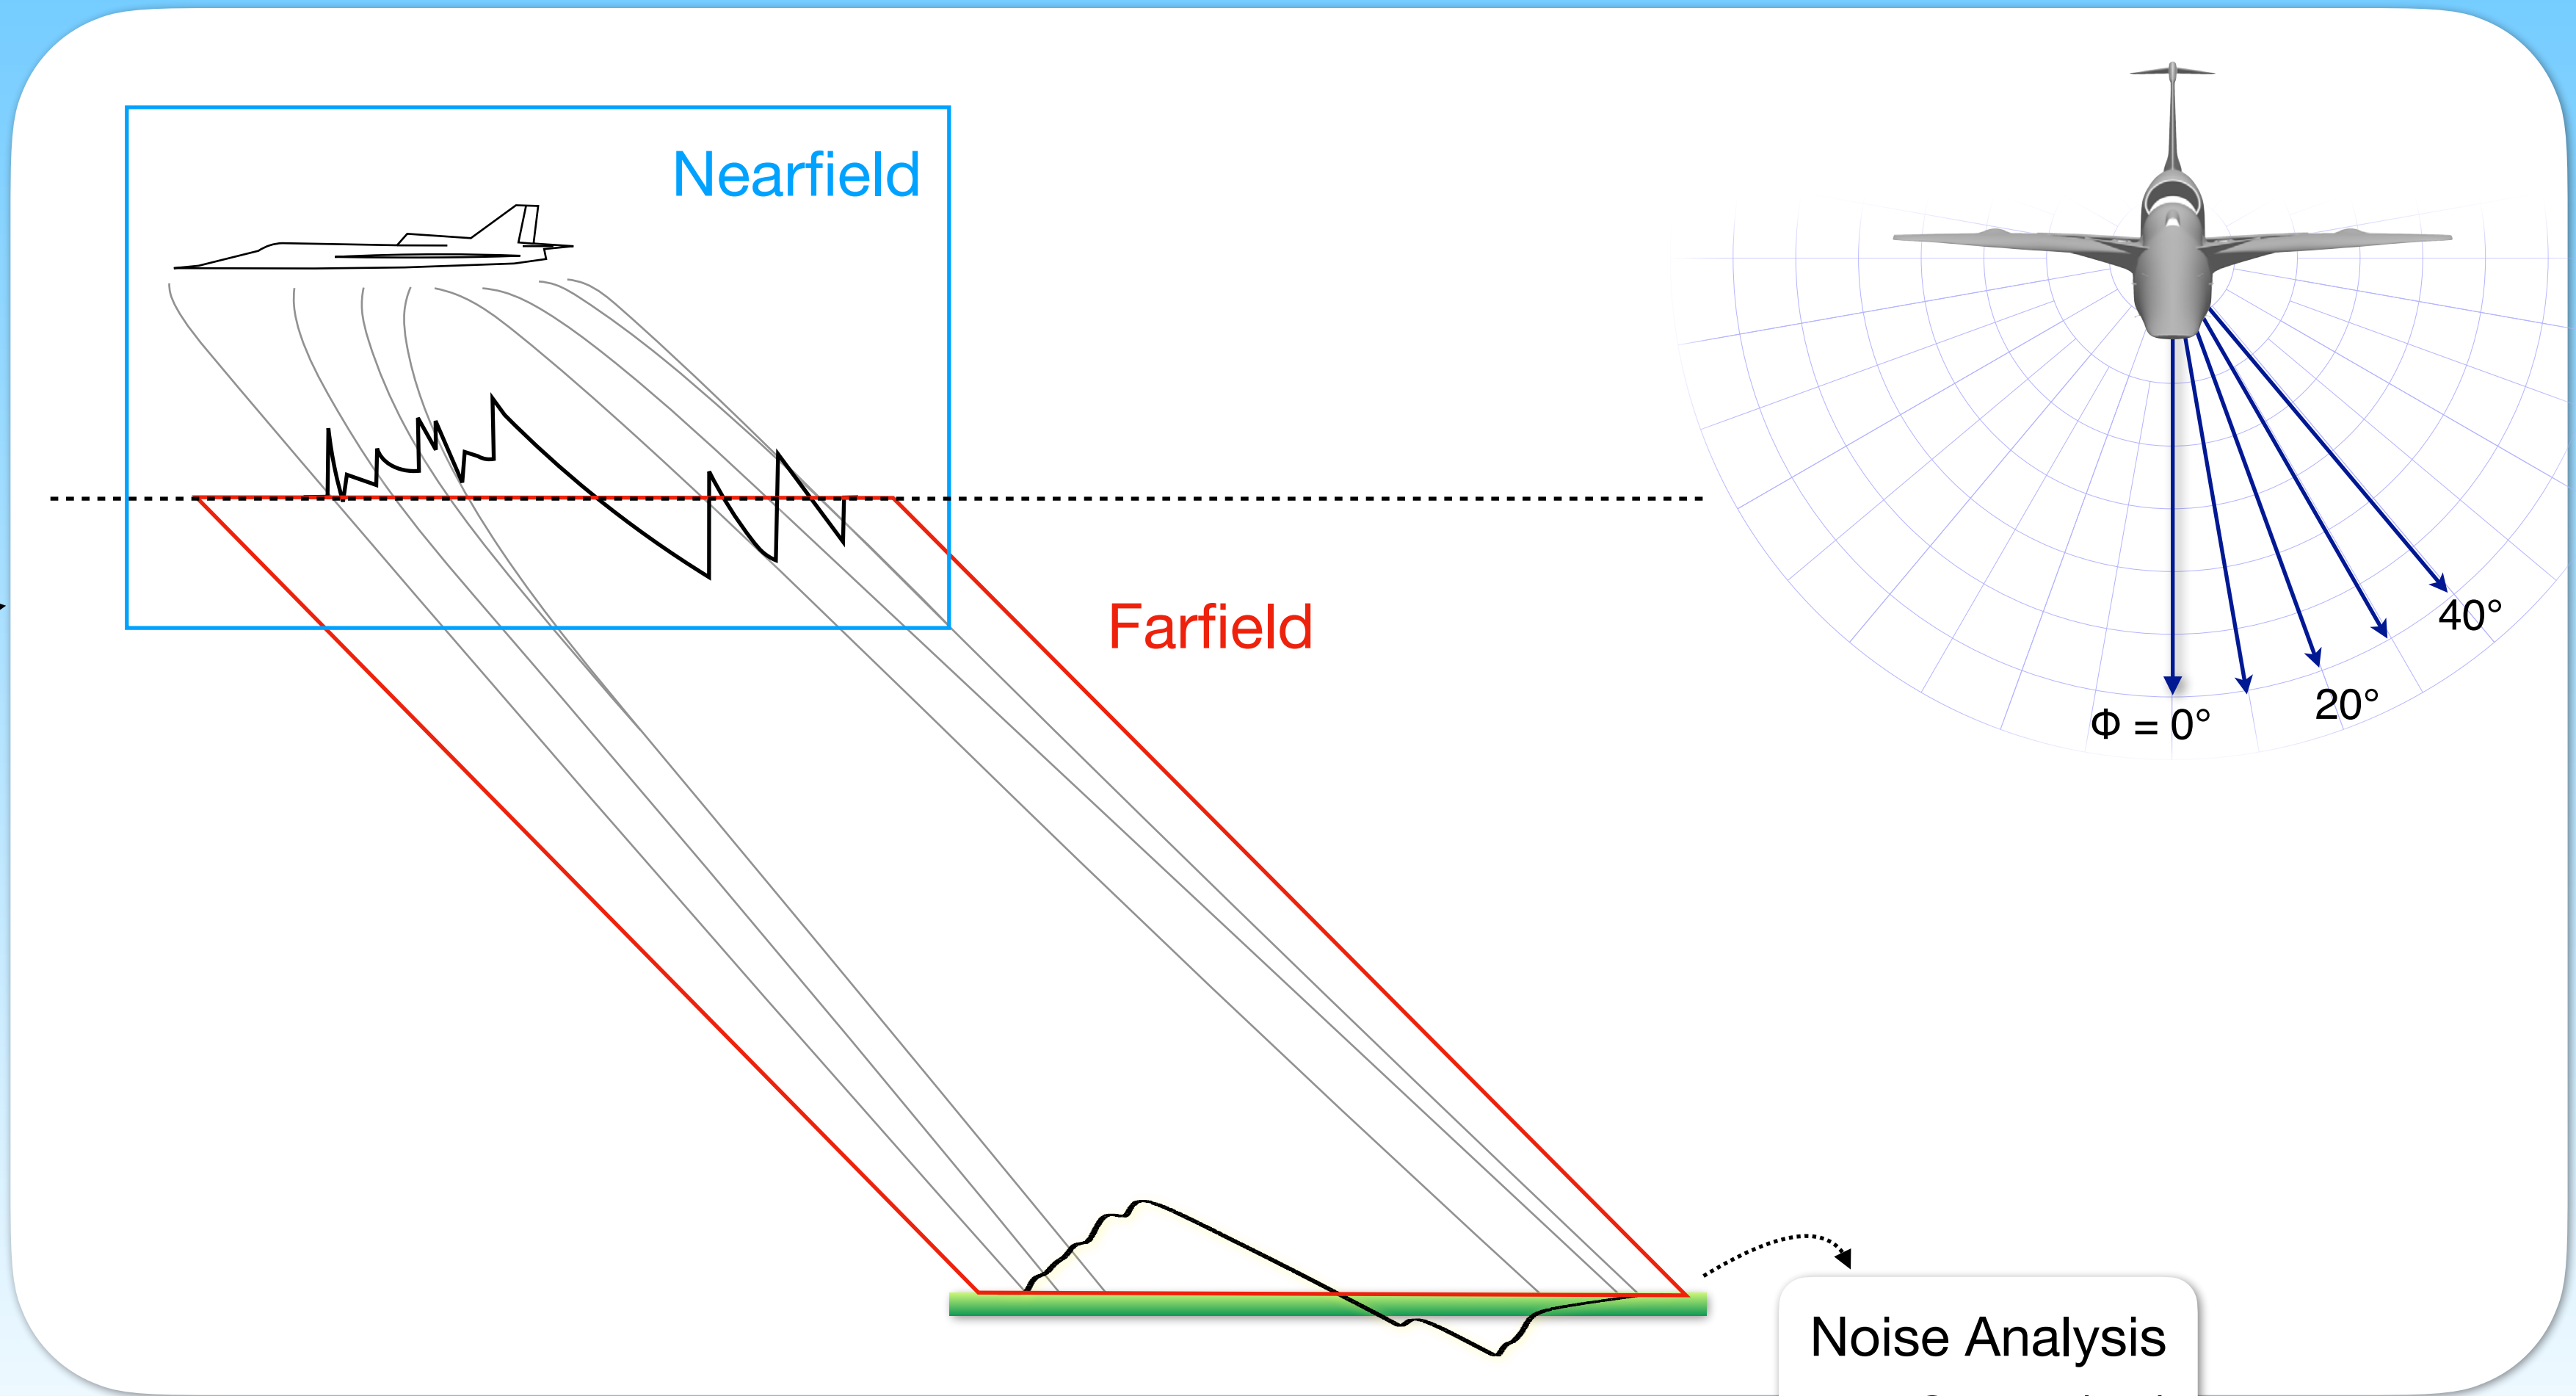 Nearfield
Farfield
40°
20°
Φ = 0°
Noise Analysis